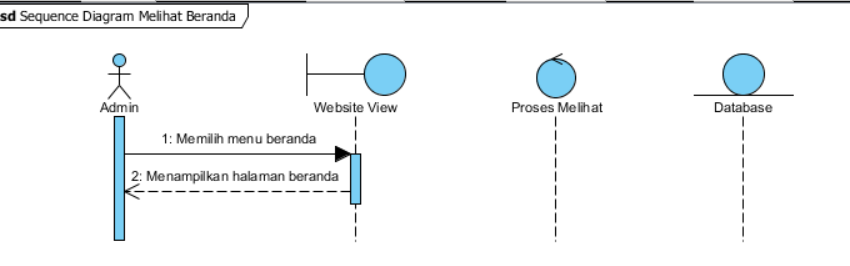 sd Sequence Diagram Melihat Beranda
Admin
Website View
Proses Melihat
Database
1: Memilih menu beranda
2: Menampilkan halaman beranda